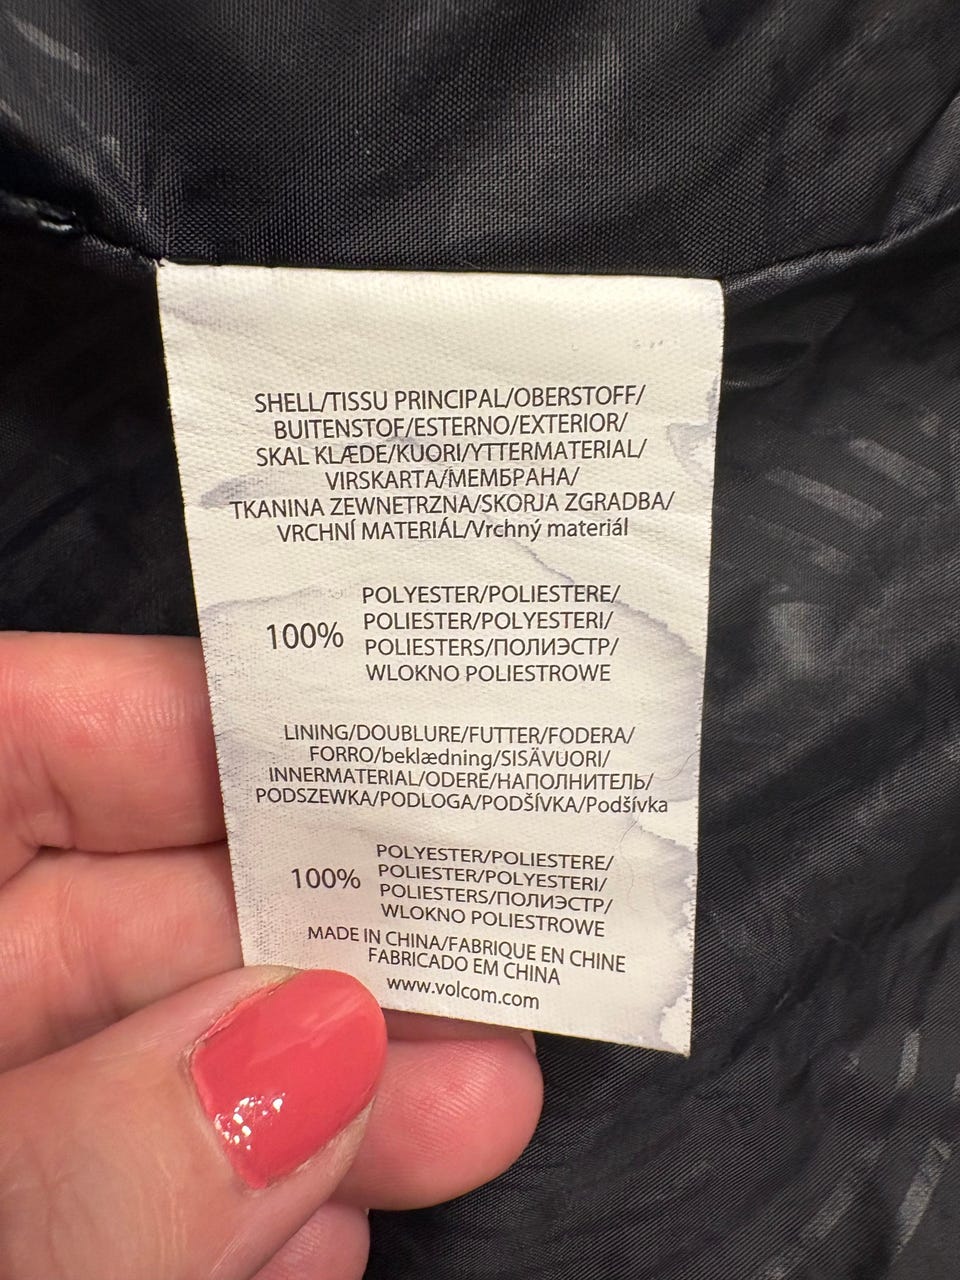 SHELL/TISSU PRINCIPAL/OBERSTOFF/
BUITENSTOF/ESTERNO/EXTERIOR/
SKAL KLÆDE/KUORI/YTTERMATERIAL/
VIRSKARTA/МЕМБРАНА/
TKANINA ZEWNETRZNA/SKORJA ZGRADBA/
VRCHNÍ MATERIÁL/Vrchný materiál
100%
POLYESTER/POLIESTERE/
POLIESTER/POLYESTERI/
POLIESTERS/ПОЛИЭСТР/
WLOKNO POLIESTROWE
LINING/DOUBLURE/FUTTER/FODERA/
FORRO/beklædning/SISÄVUORI/
INNERMATERIAL/ODERE/НАПОЛНИТЕЛЬ/
PODSZEWKA/PODLOGA/PODŠÍVKA/Podšívka
100%
POLYESTER/POLIESTERE/
POLIESTER/POLYESTERI/
POLIESTERS/ПОЛИЭСТР/
WLOKNO POLIESTROWE
MADE IN CHINA/FABRIQUE EN CHINE
FABRICADO EM CHINA
www.volcom.com